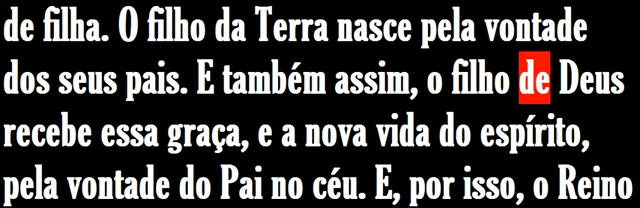 de filha. O filho da Terra nasce pela vontade
dos seus pais. E também assim, o filho de Deus
recebe essa graça, e a nova vida do espírito,
pela vontade do Pai no céu. E, por isso, o Reino